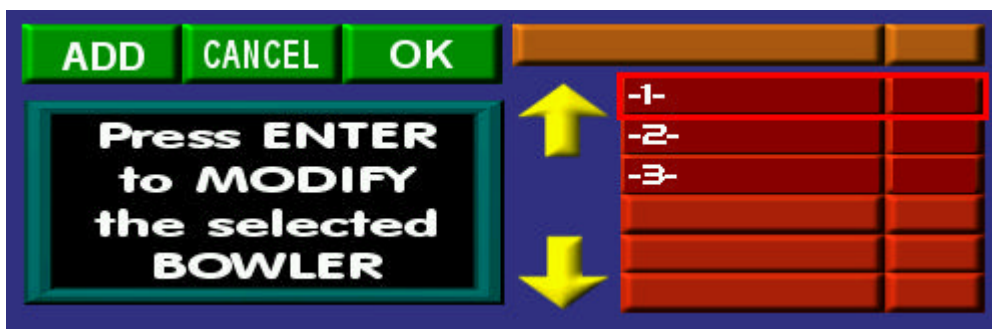 ADD CANCEL OK
Press ENTER
to MODIFY
the selected
BOWLER
-1-
-2-
-3-